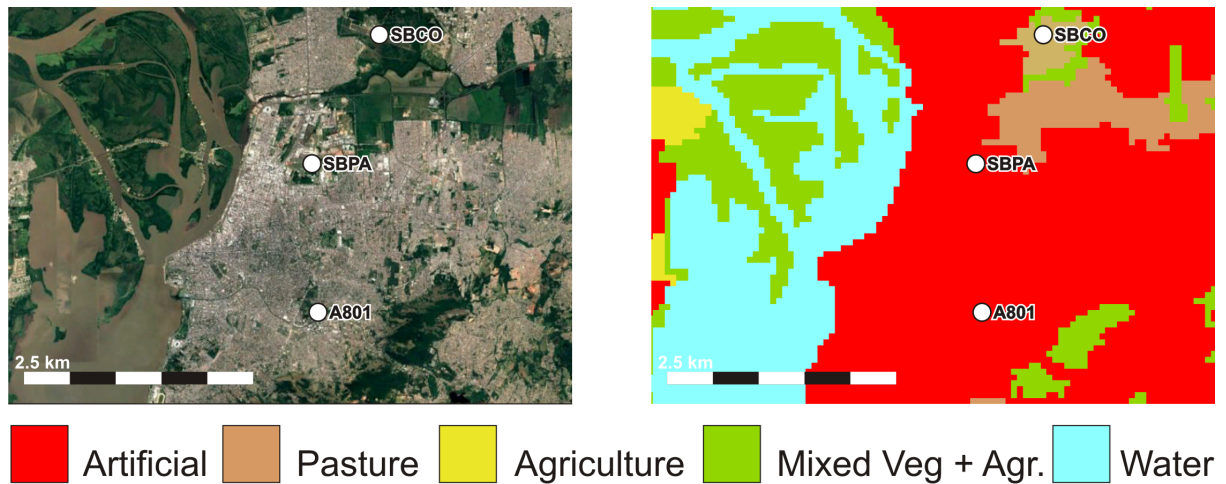 SBCO
SBPA
A801
2.5 km
SBCO
SBPA
A801
2.5 km
Artificial
Pasture
Agriculture
Mixed Veg + Agr.
Water